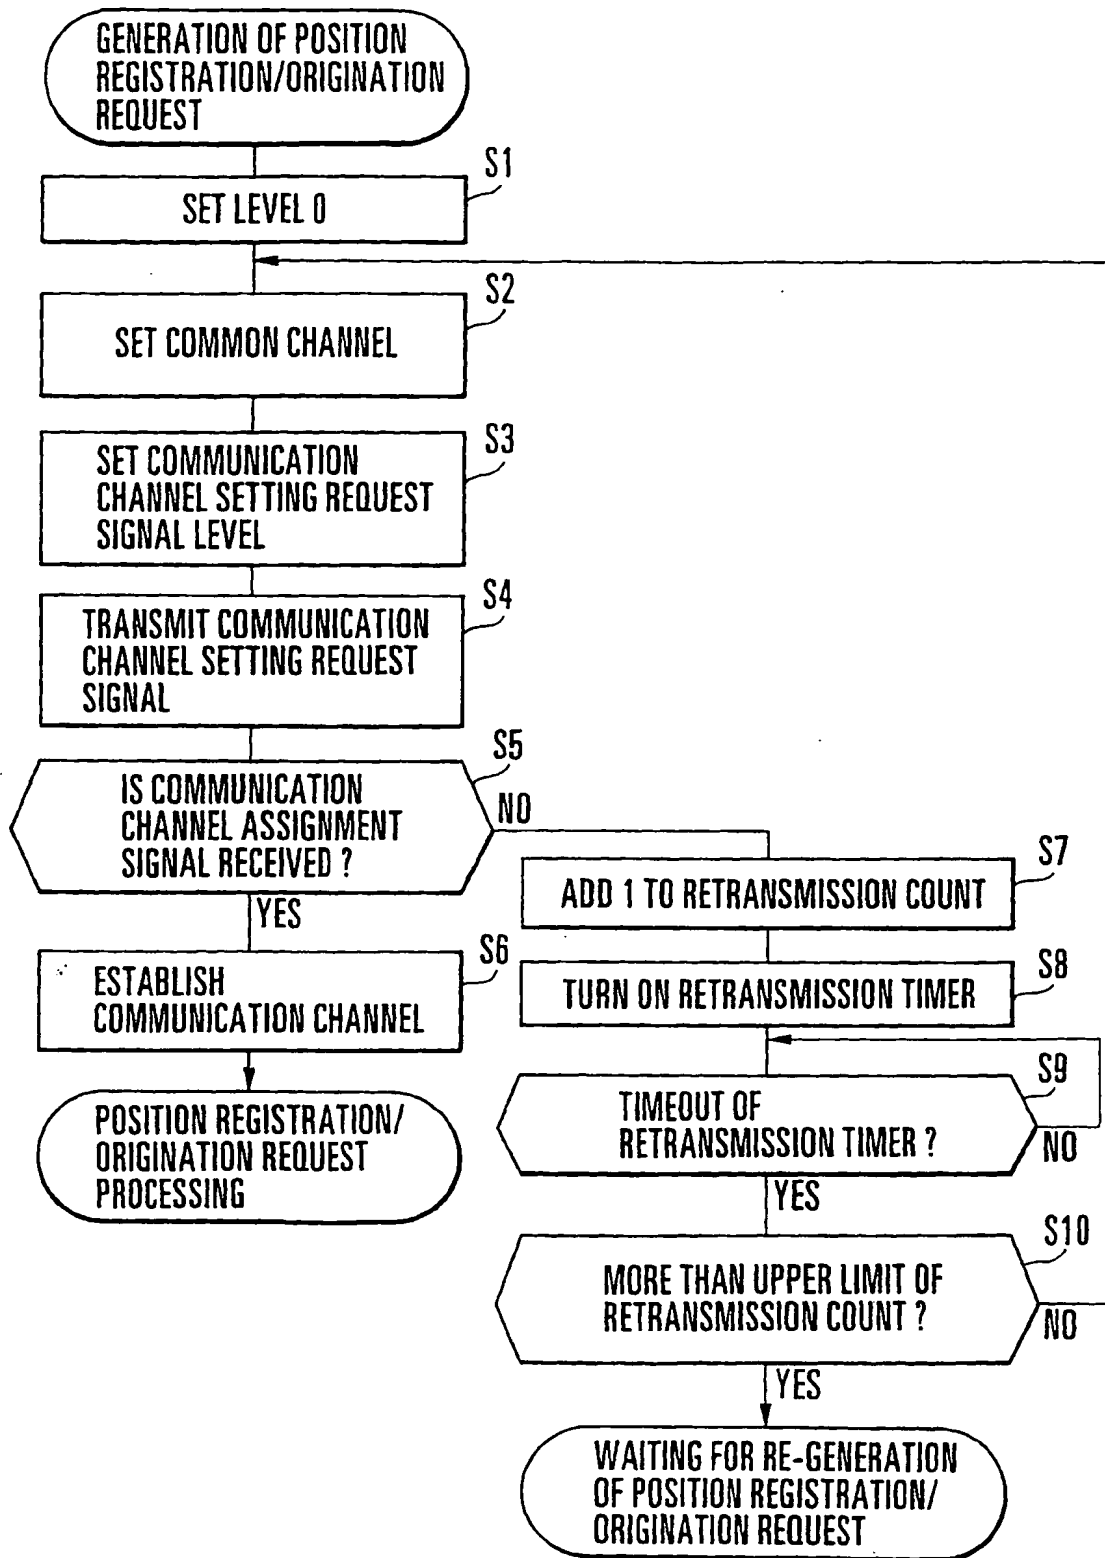 GENERATION OF POSITION
REGISTRATION/ORIGINATION
REQUEST
S1
SET LEVEL 0
S2
SET COMMON CHANNEL
S3
SET COMMUNICATION
CHANNEL SETTING REQUEST
SIGNAL LEVEL
S4
TRANSMIT COMMUNICATION
CHANNEL SETTING REQUEST
SIGNAL
S5
IS COMMUNICATION
CHANNEL ASSIGNMENT
SIGNAL RECEIVED ?
NO
YES
S6
ESTABLISH
COMMUNICATION CHANNEL
POSITION REGISTRATION/
ORIGINATION REQUEST
PROCESSING
S7
ADD 1 TO RETRANSMISSION COUNT
S8
TURN ON RETRANSMISSION TIMER
S9
TIMEOUT OF
RETRANSMISSION TIMER ?
NO
YES
S10
MORE THAN UPPER LIMIT OF
RETRANSMISSION COUNT ?
NO
YES
WAITING FOR RE-GENERATION
OF POSITION REGISTRATION/
ORIGINATION REQUEST